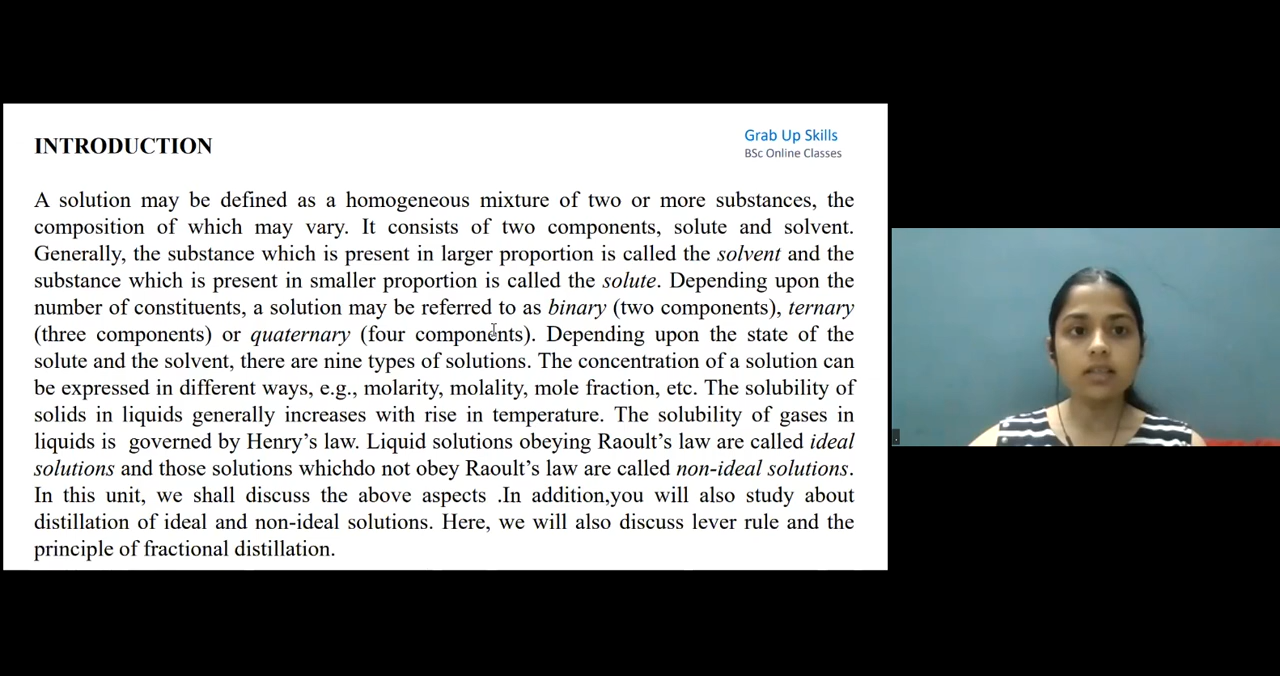 INTRODUCTION
Grab Up Skills
BSc Online Classes
A solution may be defined as a homogeneous mixture of two or more substances, the
composition of which may vary. It consists of two components, solute and solvent.
Generally, the substance which is present in larger proportion is called the solvent and the
substance which is present in smaller proportion is called the solute. Depending upon the
number of constituents, a solution may be referred to as binary (two components), ternary
(three components) or quaternary (four components). Depending upon the state of the
solute and the solvent, there are nine types of solutions. The concentration of a solution can
be expressed in different ways, e.g., molarity, molality, mole fraction, etc. The solubility of
solids in liquids generally increases with rise in temperature. The solubility of gases in
liquids is governed by Henry’s law. Liquid solutions obeying Raoult’s law are called ideal
solutions and those solutions whichdo not obey Raoult’s law are called non-ideal solutions.
In this unit, we shall discuss the above aspects .In addition,you will also study about
distillation of ideal and non-ideal solutions. Here, we will also discuss lever rule and the
principle of fractional distillation.